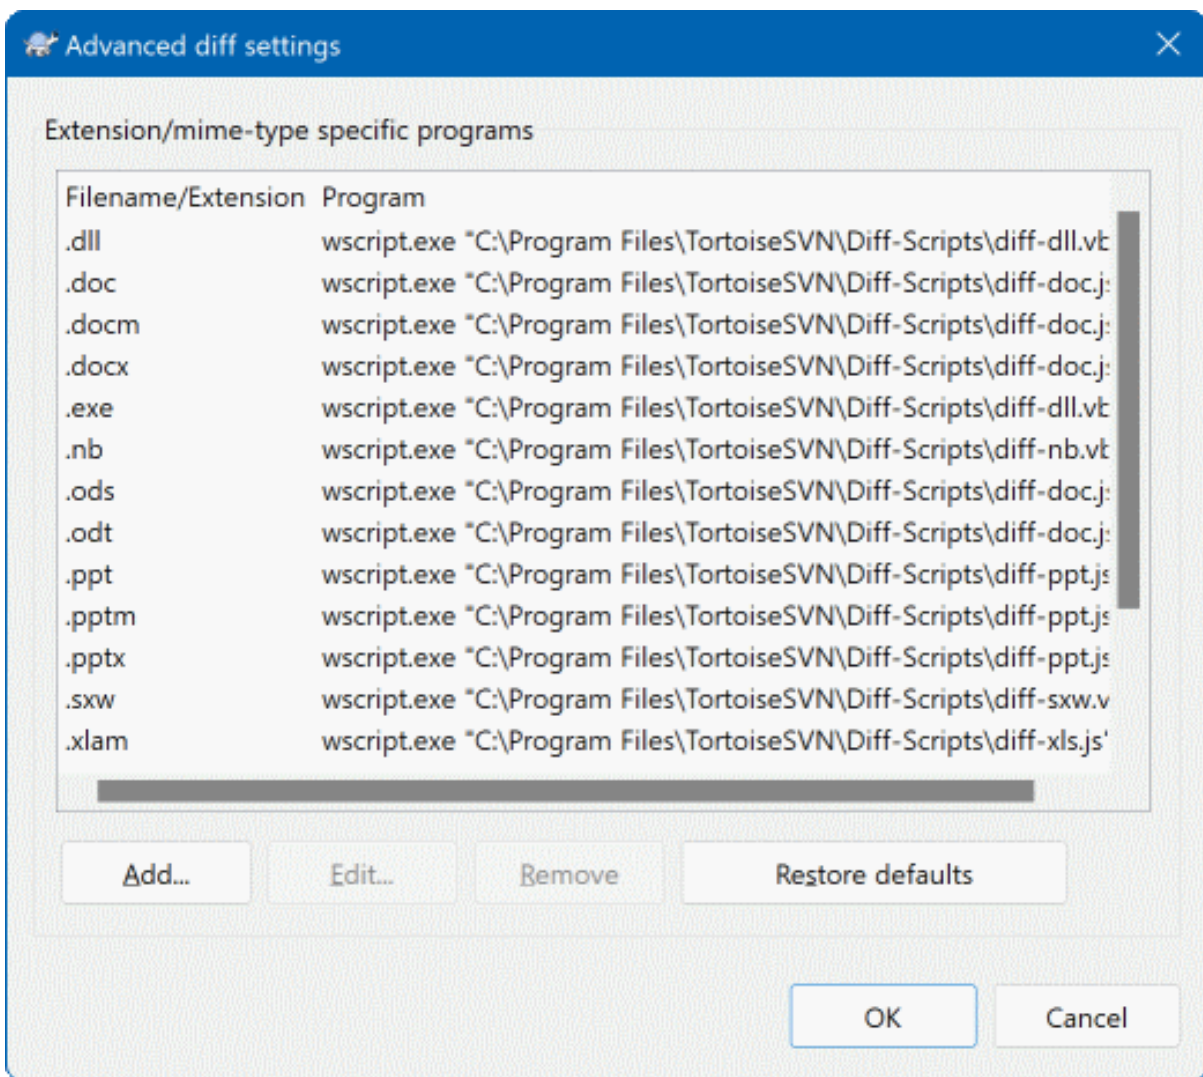 Advanced diff settings
Extension/mime-type specific programs
Filename/Extension Program
.dll wscript.exe "C:\Program Files\TortoiseSVN\Diff-Scripts\diff-dll.vb
.doc wscript.exe "C:\Program Files\TortoiseSVN\Diff-Scripts\diff-doc.js
.docm wscript.exe "C:\Program Files\TortoiseSVN\Diff-Scripts\diff-doc.js
.docx wscript.exe "C:\Program Files\TortoiseSVN\Diff-Scripts\diff-doc.js
.exe wscript.exe "C:\Program Files\TortoiseSVN\Diff-Scripts\diff-dll.vb
.nb wscript.exe "C:\Program Files\TortoiseSVN\Diff-Scripts\diff-nb.vb
.ods wscript.exe "C:\Program Files\TortoiseSVN\Diff-Scripts\diff-doc.js
.odt wscript.exe "C:\Program Files\TortoiseSVN\Diff-Scripts\diff-doc.js
.ppt wscript.exe "C:\Program Files\TortoiseSVN\Diff-Scripts\diff-ppt.js
.pptm wscript.exe "C:\Program Files\TortoiseSVN\Diff-Scripts\diff-ppt.js
.pptx wscript.exe "C:\Program Files\TortoiseSVN\Diff-Scripts\diff-ppt.js
.sxw wscript.exe "C:\Program Files\TortoiseSVN\Diff-Scripts\diff-sxw.v
.xlam wscript.exe "C:\Program Files\TortoiseSVN\Diff-Scripts\diff-xls.js"
Add... Edit... Remove Restore defaults
OK Cancel